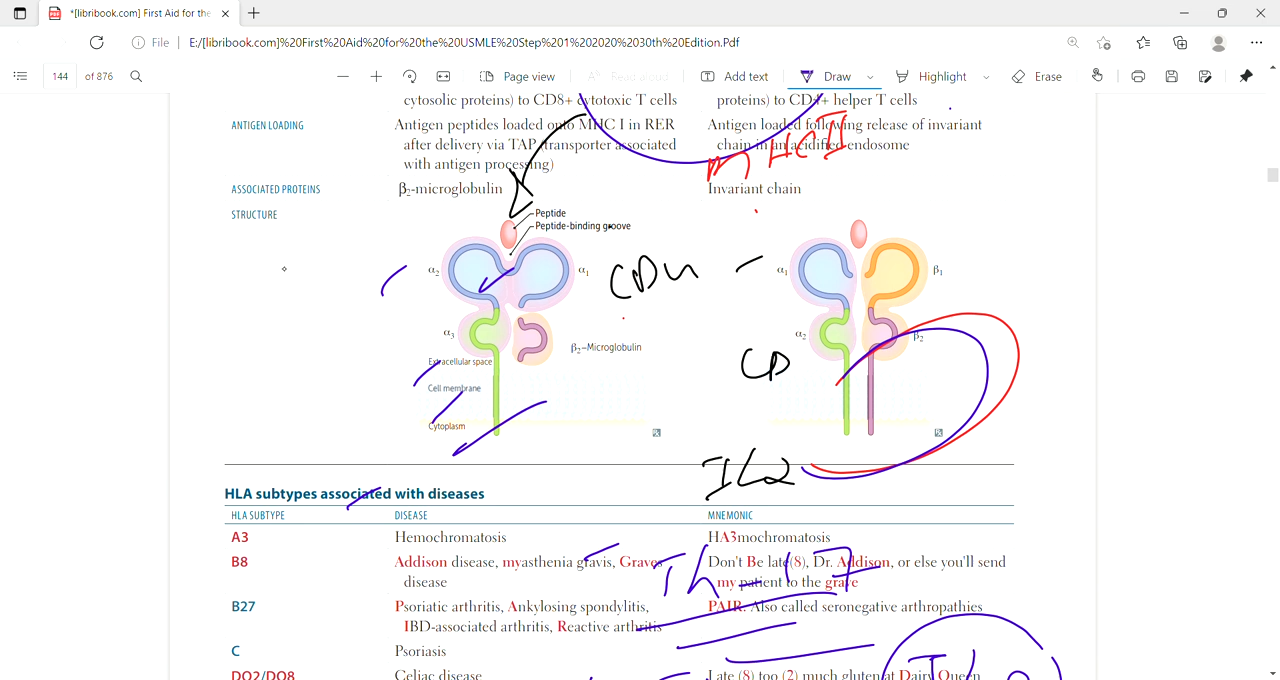 *[libribook.com] First Aid for the
File E:/[libribook.com]%20First%20Aid%20for%20the%20USMLE%20Step%201%202020%2030th%20Edition.Pdf
144 of 876 Page view Read aloud Add text Draw Highlight Erase
cytosolic proteins) to CD8+ cytotoxic T cells
proteins) to CD4+ helper T cells
ANTIGEN LOADING
Antigen peptides loaded onto MHC I in RER
after delivery via TAP (transporter associated
with antigen processing)
Antigen loaded following release of invariant
chain in an acidified endosome
MHC II
ASSOCIATED PROTEINS
β2-microglobulin
Invariant chain
STRUCTURE
Peptide
Peptide-binding groove
α2
α1
CD4
α1
β1
α3
β2–Microglobulin
α2
β2
Extracellular space
CD
Cell membrane
Cytoplasm
IL2
HLA subtypes associated with diseases
HLA SUBTYPE DISEASE MNEMONIC
A3 Hemochromatosis HA3mochromatosis
B8 Addison disease, myasthenia gravis, Graves
disease
Don't Be late(8), Dr. Addison, or else you'll send
my patient to the grave
Th-17
B27 Psoriatic arthritis, Ankylosing spondylitis,
IBD-associated arthritis, Reactive arthritis
PAIR. Also called seronegative arthropathies
C Psoriasis
DQ2/DQ8 Celiac disease Late (8) too (2) much gluten at Dairy Queen